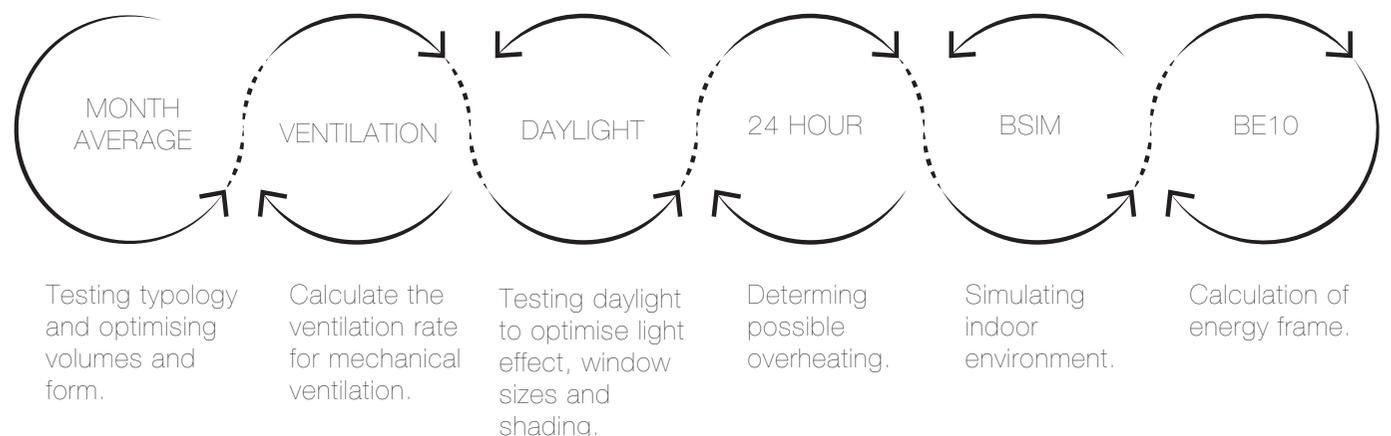 MONTH
AVERAGE
VENTILATION
DAYLIGHT
24 HOUR
BSIM
BE10
Testing typology
and optimising
volumes and
form.
Calculate the
ventilation rate
for mechanical
ventilation.
Testing daylight
to optimise light
effect, window
sizes and
shading.
Determing
possible
overheating.
Simulating
indoor
environment.
Calculation of
energy frame.